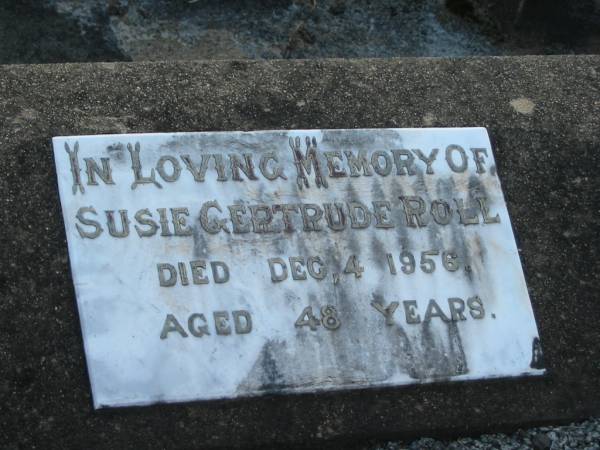 IN LOVING MEMORY OF
SUSIE GERTRUDE ROLL
DIED DEC, 4 1956.
AGED 48 YEARS.